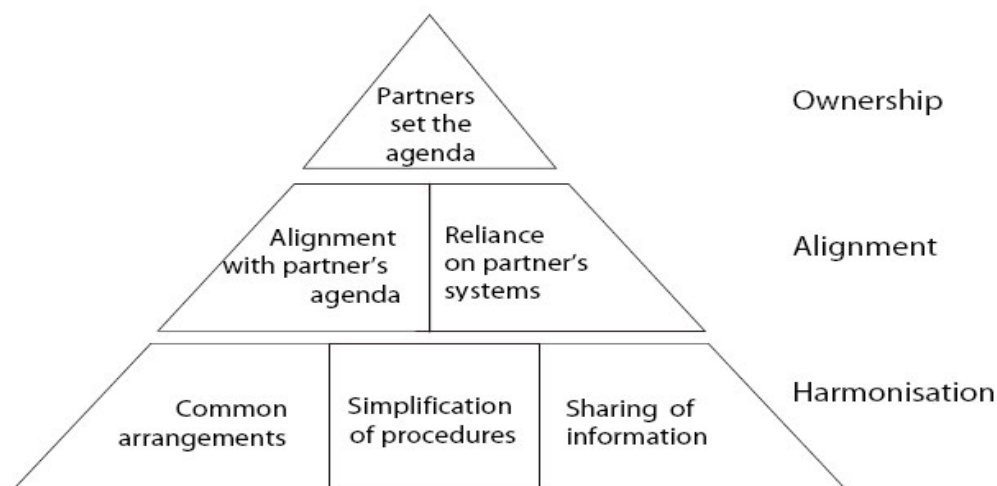 Partners
set the
agenda
Ownership
Alignment
with partner's
agenda
Reliance
on partner's
systems
Alignment
Common
arrangements
Simplification
of procedures
Sharing of
information
Harmonisation